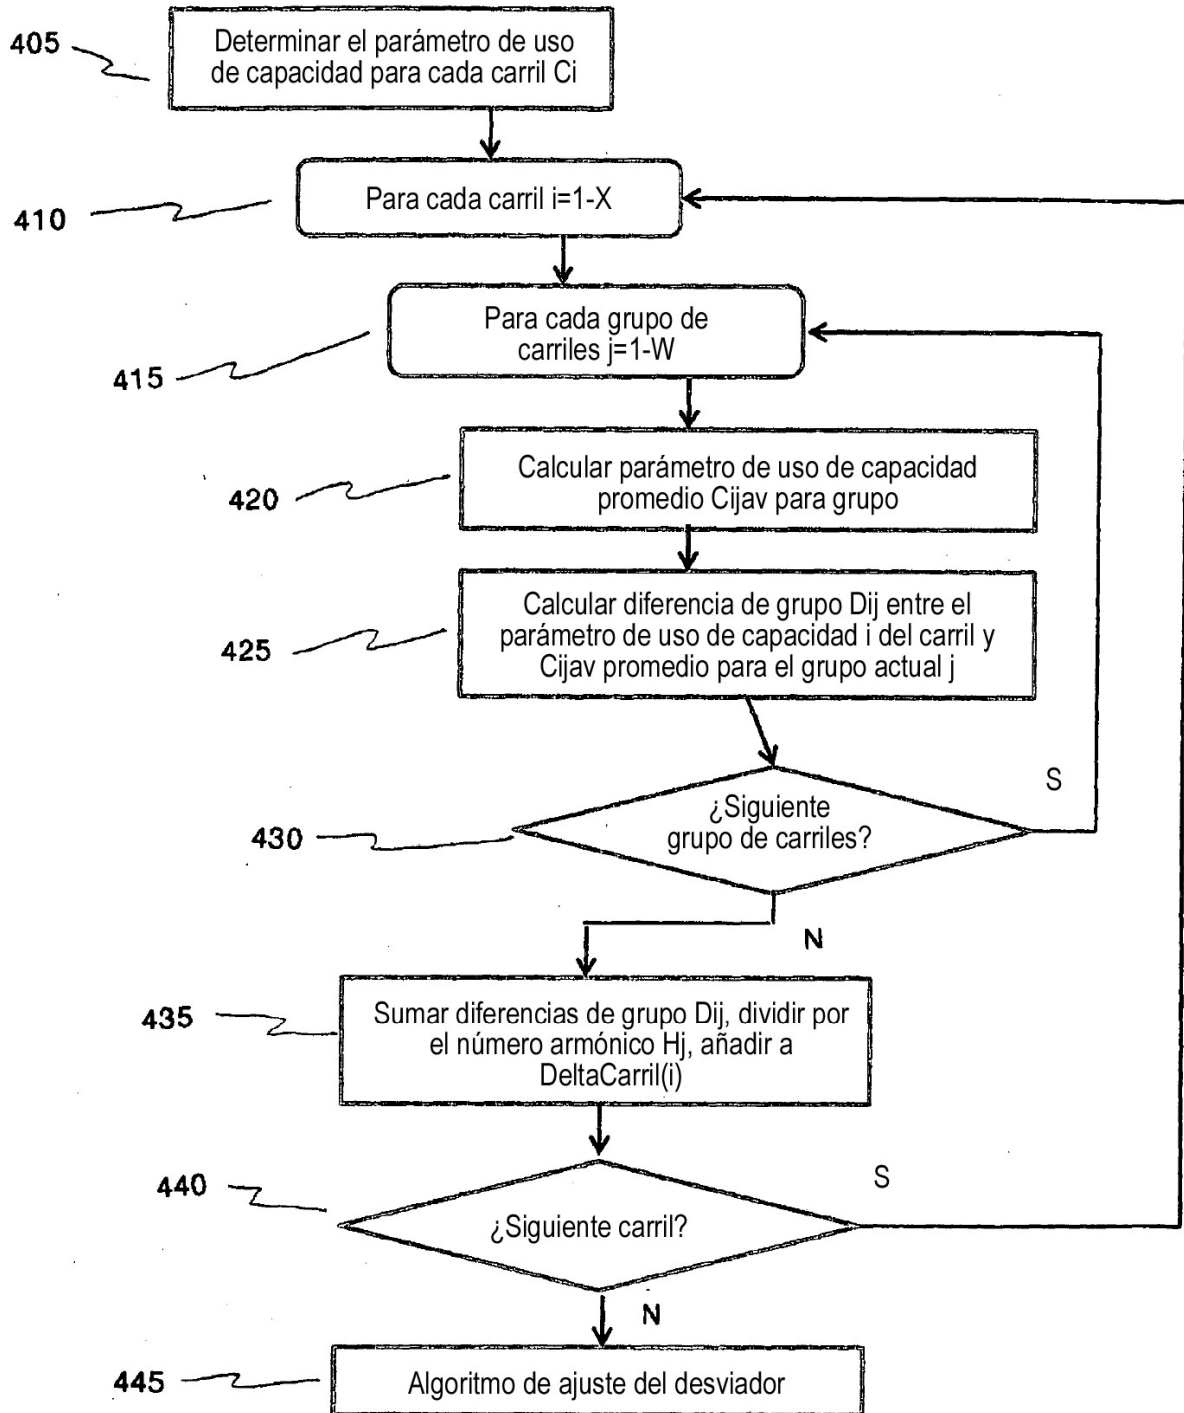 405
Determinar el parámetro de uso
de capacidad para cada carril Ci
410
Para cada carril i=1-X
415
Para cada grupo de
carriles j=1-W
420
Calcular parámetro de uso de capacidad
promedio Cijav para grupo
425
Calcular diferencia de grupo Dij entre el
parámetro de uso de capacidad i del carril y
Cijav promedio para el grupo actual j
430
¿Siguiente
grupo de carriles?
S
N
435
Sumar diferencias de grupo Dij, dividir por
el número armónico Hj, añadir a
DeltaCarril(i)
440
¿Siguiente carril?
S
N
445
Algoritmo de ajuste del desviador